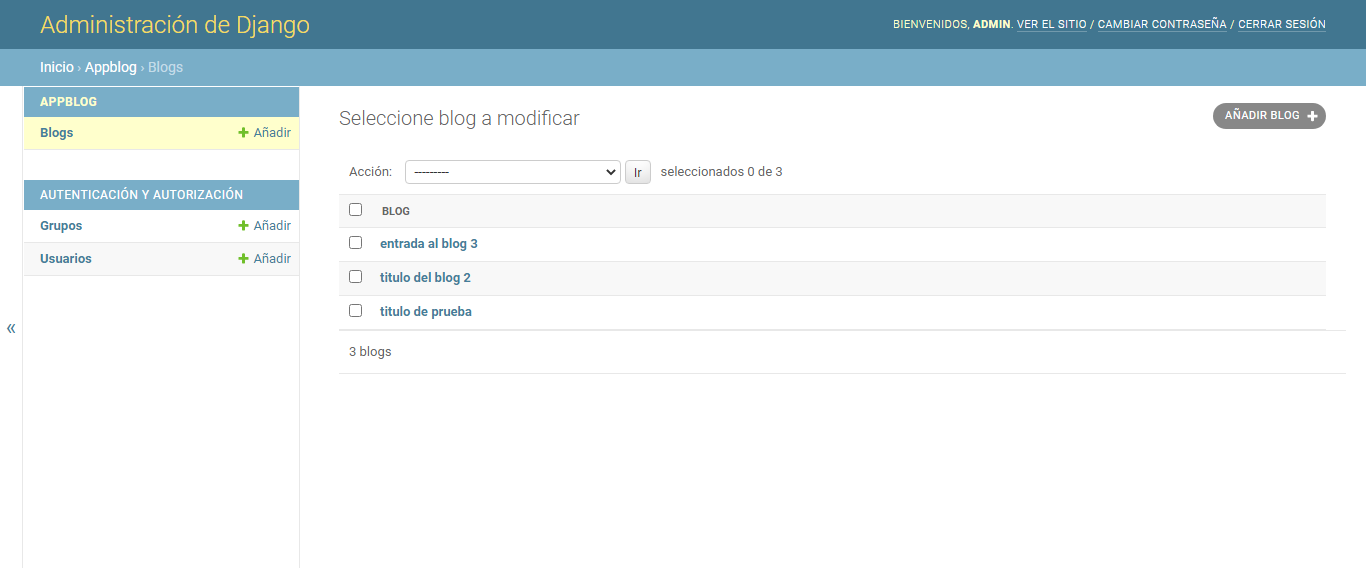 Administración de Django
BIENVENIDOS, ADMIN. VER EL SITIO / CAMBIAR CONTRASEÑA / CERRAR SESIÓN
Inicio › Appblog › Blogs
APPBLOG
Blogs + Añadir
AUTENTICACIÓN Y AUTORIZACIÓN
Grupos + Añadir
Usuarios + Añadir
«
Seleccione blog a modificar
AÑADIR BLOG +
Acción: --------- Ir seleccionados 0 de 3
BLOG
entrada al blog 3
titulo del blog 2
titulo de prueba
3 blogs